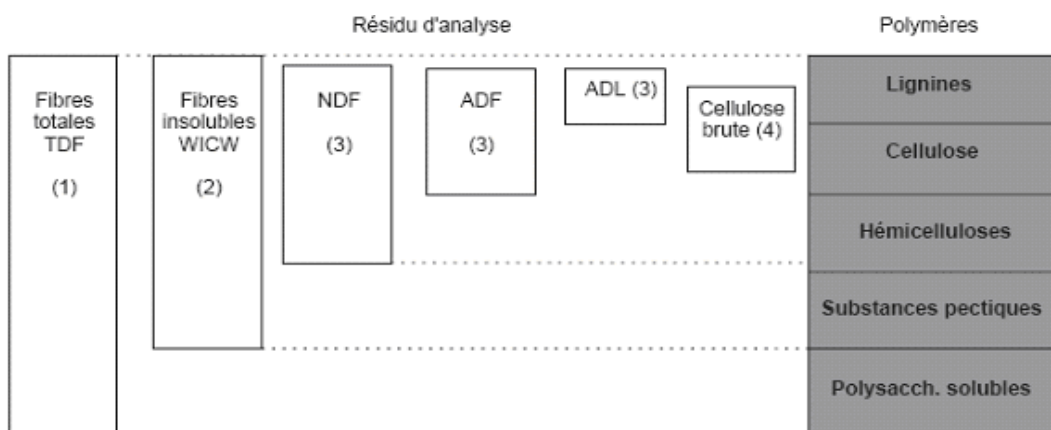 Résidu d'analyse
Polymères
Fibres
totales
TDF
(1)
Fibres
insolubles
WICW
(2)
NDF
(3)
ADF
(3)
ADL (3)
Cellulose
brute (4)
Lignines
Cellulose
Hémicelluloses
Substances pectiques
Polysacch. solubles